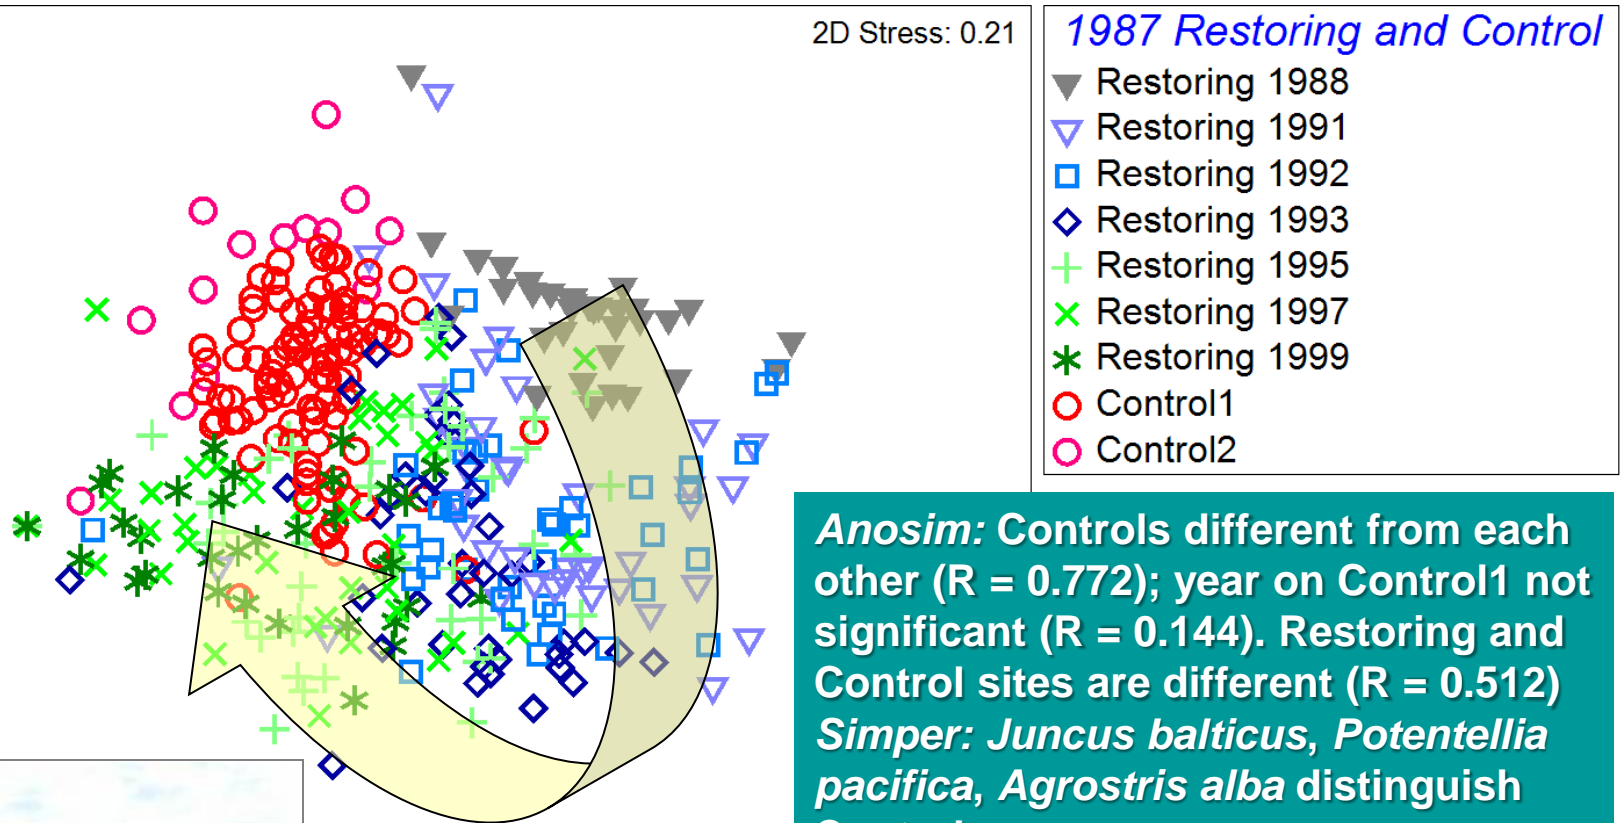 2D Stress: 0.21
1987 Restoring and Control
Restoring 1988
Restoring 1991
Restoring 1992
Restoring 1993
Restoring 1995
Restoring 1997
Restoring 1999
Control1
Control2
Anosim: Controls different from each
other (R = 0.772); year on Control1 not
significant (R = 0.144). Restoring and
Control sites are different (R = 0.512)
Simper: Juncus balticus, Potentellia
pacifica, Agrostris alba distinguish